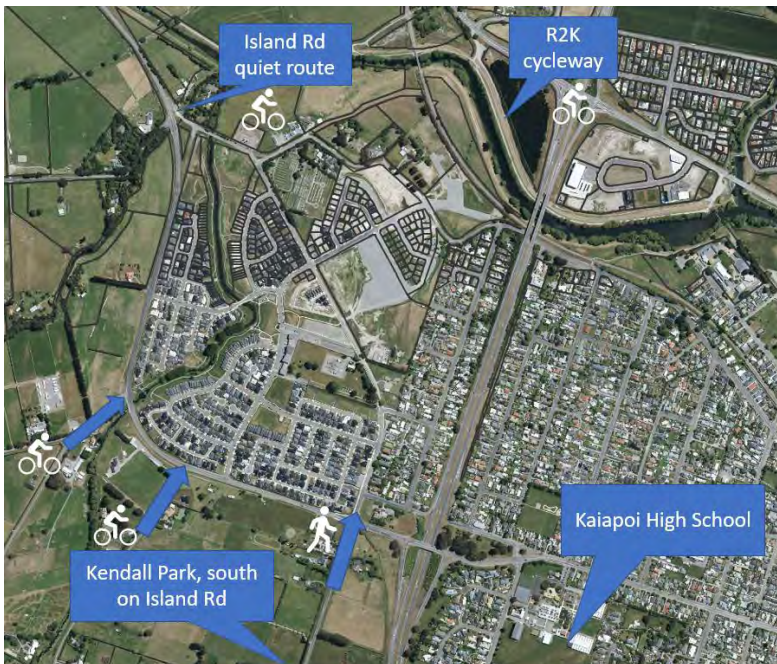 Island Rd
quiet route
R2K
cycleway
Kaiapoi High School
Kendall Park, south
on Island Rd